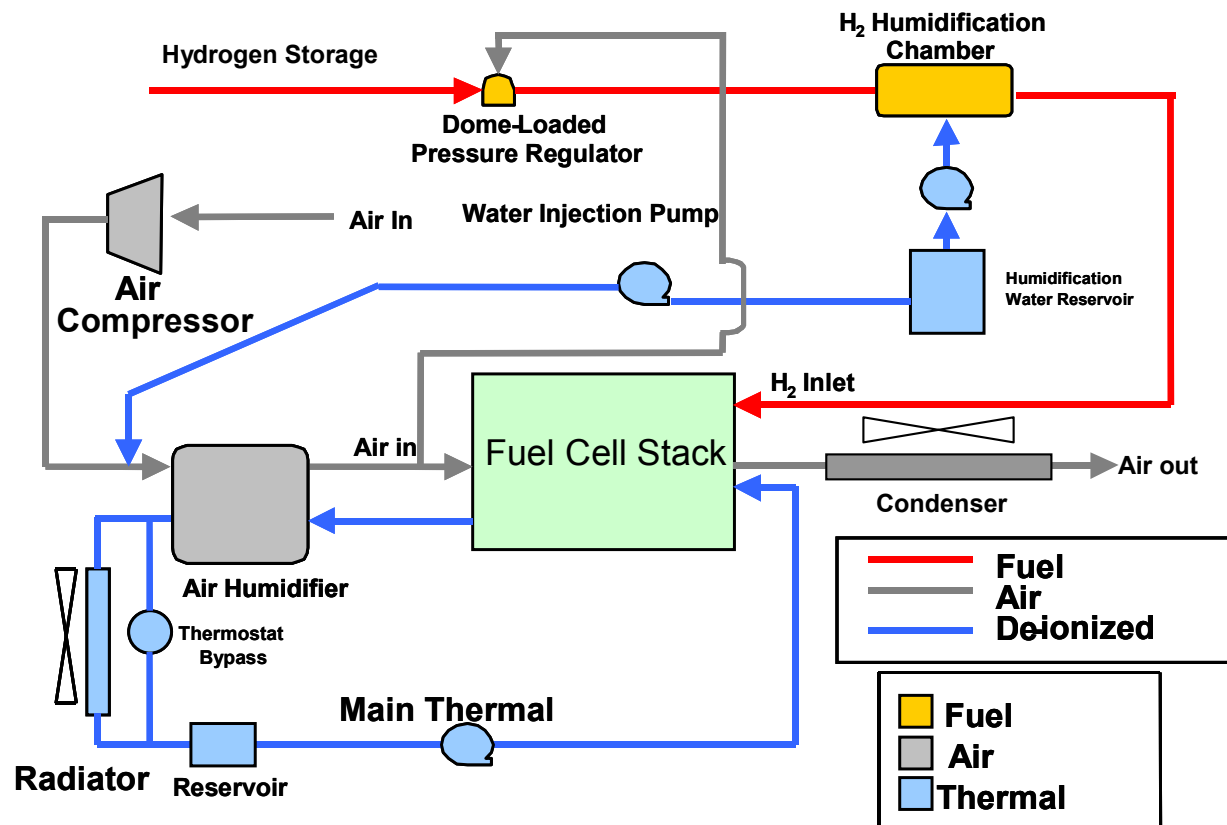 H2 Humidification
Chamber
Hydrogen Storage
Dome-Loaded
Pressure Regulator
Air In
Water Injection Pump
Air
Compressor
Humidification
Water Reservoir
H2 Inlet
Air in
Fuel Cell Stack
Air out
Condenser
Air Humidifier
Thermostat
Bypass
Main Thermal
Radiator
Reservoir
Fuel
Air
De-ionized
Fuel
Air
Thermal